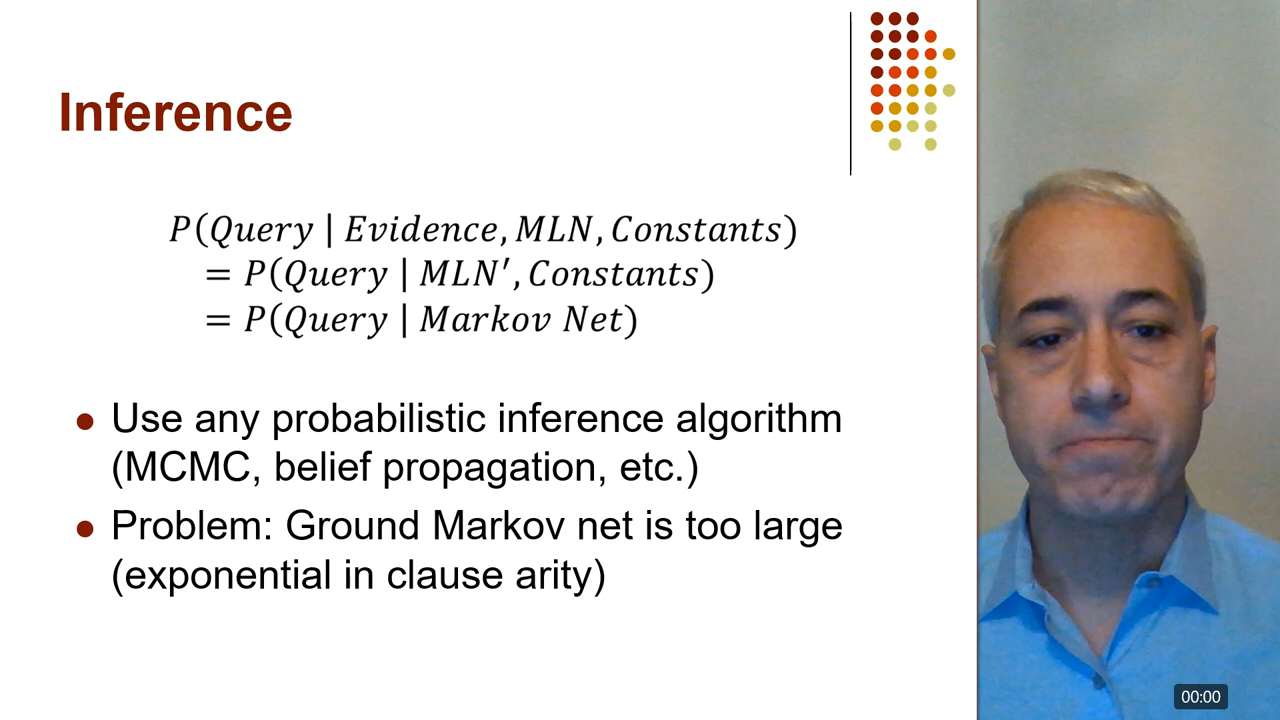 Inference
P(Query | Evidence, MLN, Constants)
= P(Query | MLN′, Constants)
= P(Query | Markov Net)
● Use any probabilistic inference algorithm
(MCMC, belief propagation, etc.)
● Problem: Ground Markov net is too large
(exponential in clause arity)
00:00